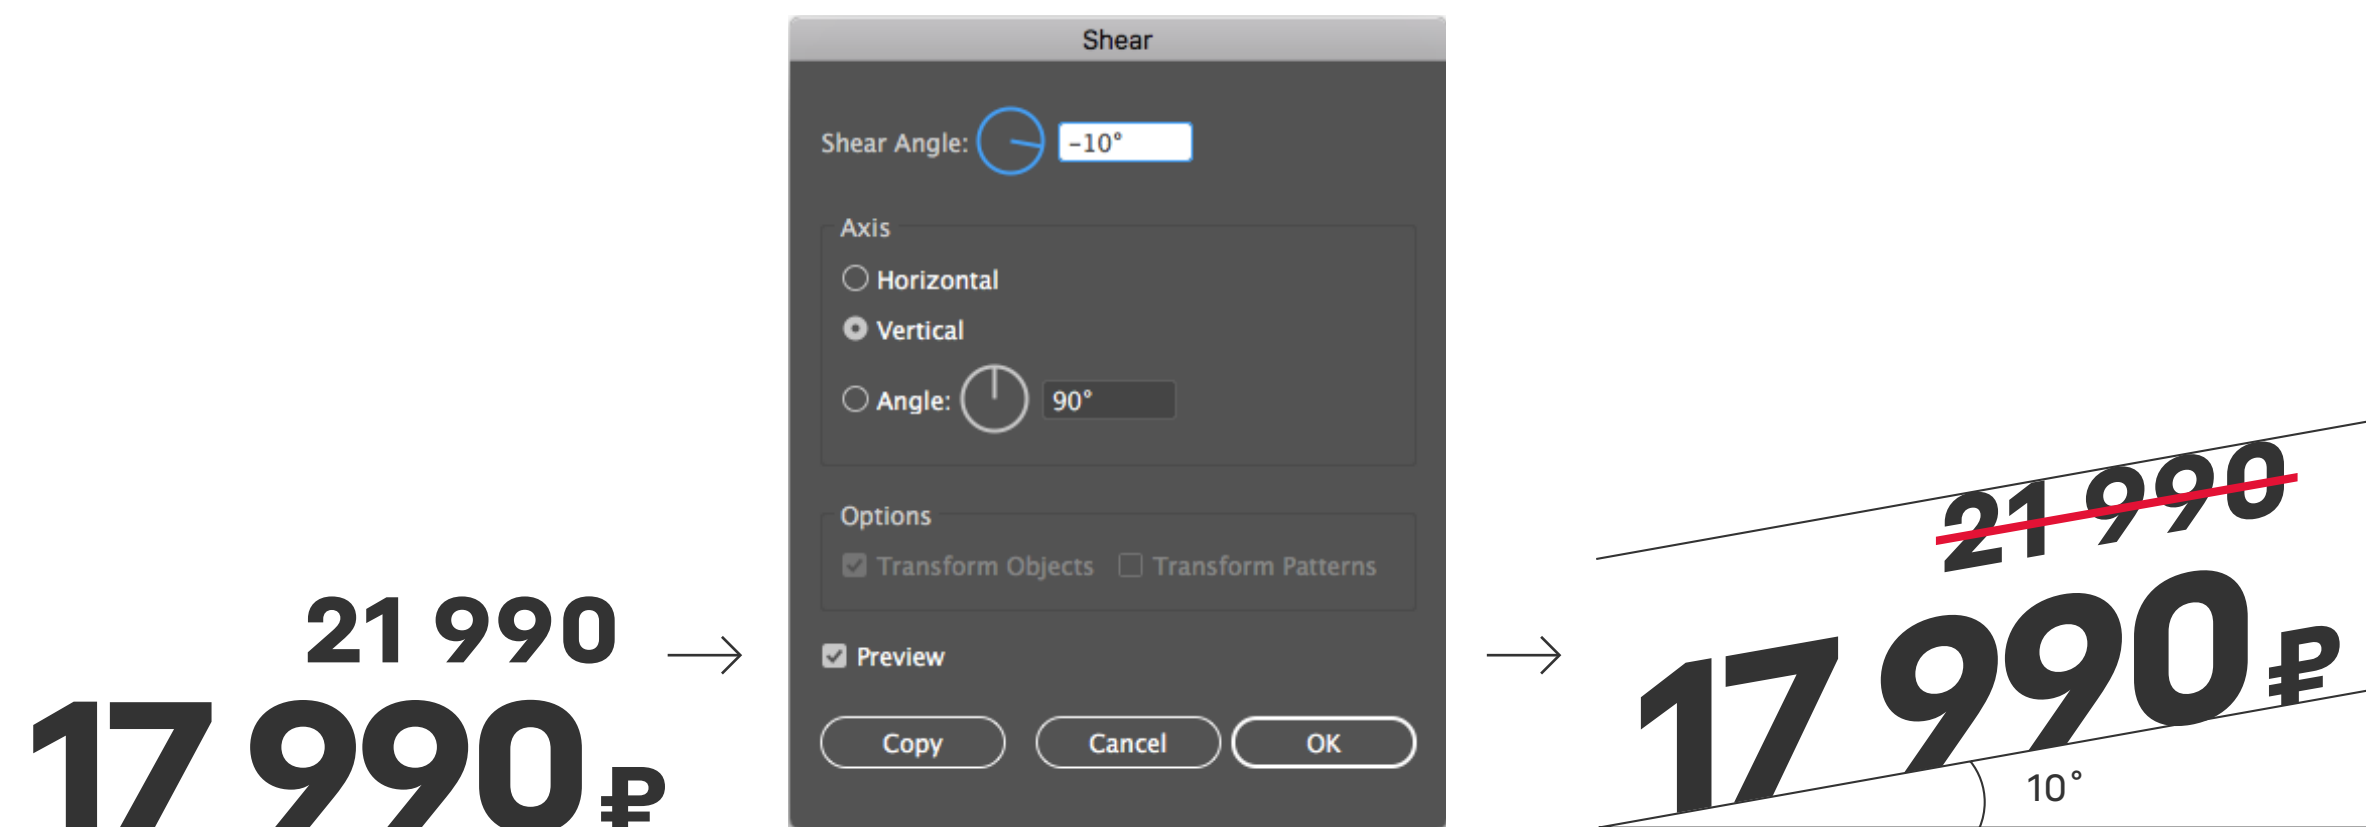 21 990
17 990 ₽
Shear
Shear Angle: -10°
Axis
Horizontal
Vertical
Angle: 90°
Options
Transform Objects Transform Patterns
Preview
Copy Cancel OK
21 990
17 990 ₽
10°